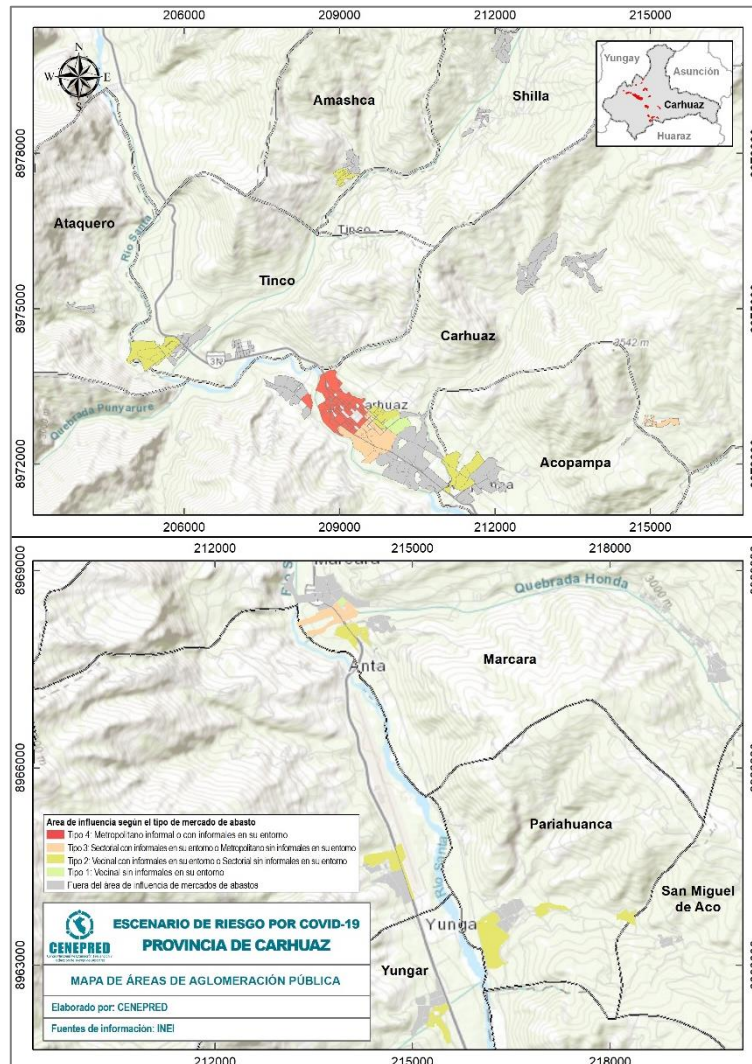 206000 209000 212000 215000
N
W E
S
Yungay
Asunción
Carhuaz
Huaraz
Amashca
Shilla
8978000
Ataquero
Río Santa
Tinco
Tinco
8975000
Carhuaz
3N
3542 m
Quebrada Punyarure
8972000
Acopampa
206000 209000 212000 215000
212000 215000 218000
8969000
Marcara
Quebrada Honda
3000 m
Marcara
Anta
8966000
Pariahuanca
Río Santa
San Miguel
de Aco
Yunga
8963000
Yungar
Area de influencia según el tipo de mercado de abasto
Tipo 4: Metropolitano informal o con informales en su entorno
Tipo 3: Sectorial con informales en su entorno o Metropolitano sin informales en su entorno
Tipo 2: Vecinal con informales en su entorno o Sectorial sin informales en su entorno
Tipo 1: Vecinal sin informales en su entorno
Fuera del área de influencia de mercados de abastos
CENEPRED
ESCENARIO DE RIESGO POR COVID-19
PROVINCIA DE CARHUAZ
MAPA DE ÁREAS DE AGLOMERACIÓN PÚBLICA
Elaborado por: CENEPRED
Fuentes de información: INEI
212000 215000 218000